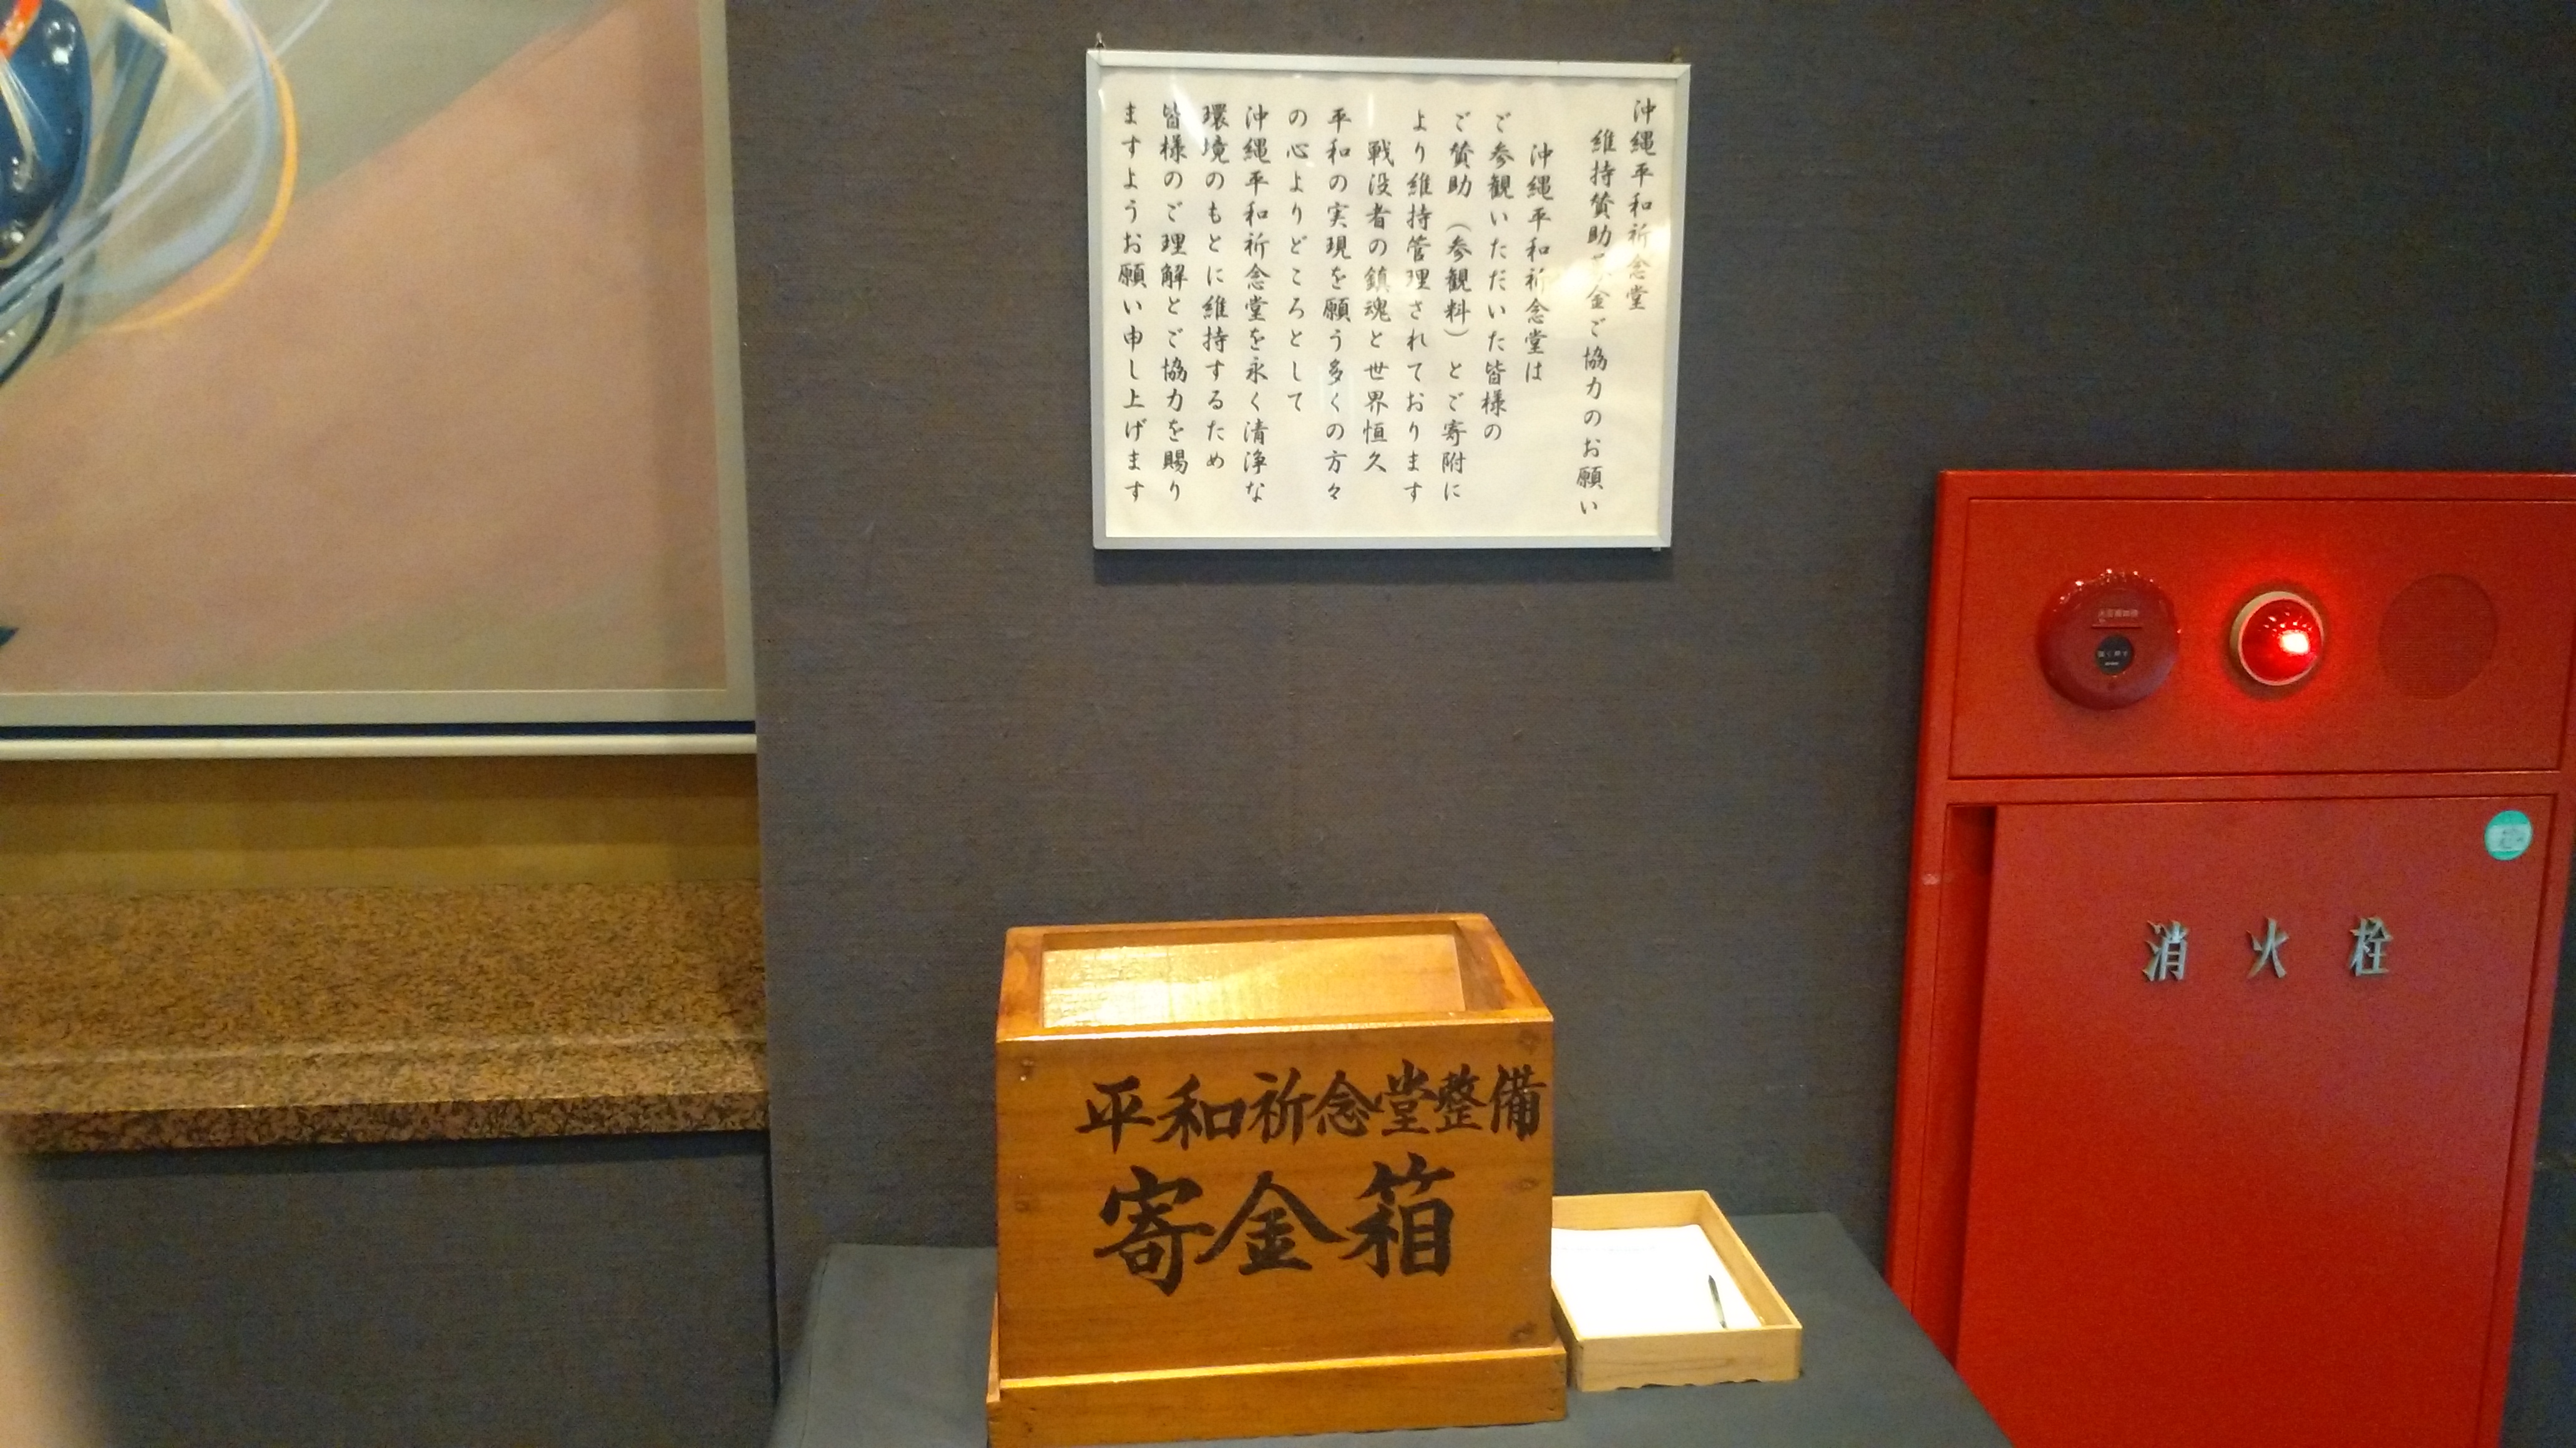 沖縄平和祈念堂
維持賛助募金ご協力のお願い
沖縄平和祈念堂は
ご参観いただいた皆様の
ご賛助（参観料）とご寄附に
より維持管理されております
戦没者の鎮魂と世界恒久
平和の実現を願う多くの方々
の心よりどころとして
沖縄平和祈念堂を永く清浄な
環境のもとに維持するため
皆様のご理解とご協力を賜り
ますようお願い申し上げます
平和祈念堂整備
寄金箱
強く押す
消火栓